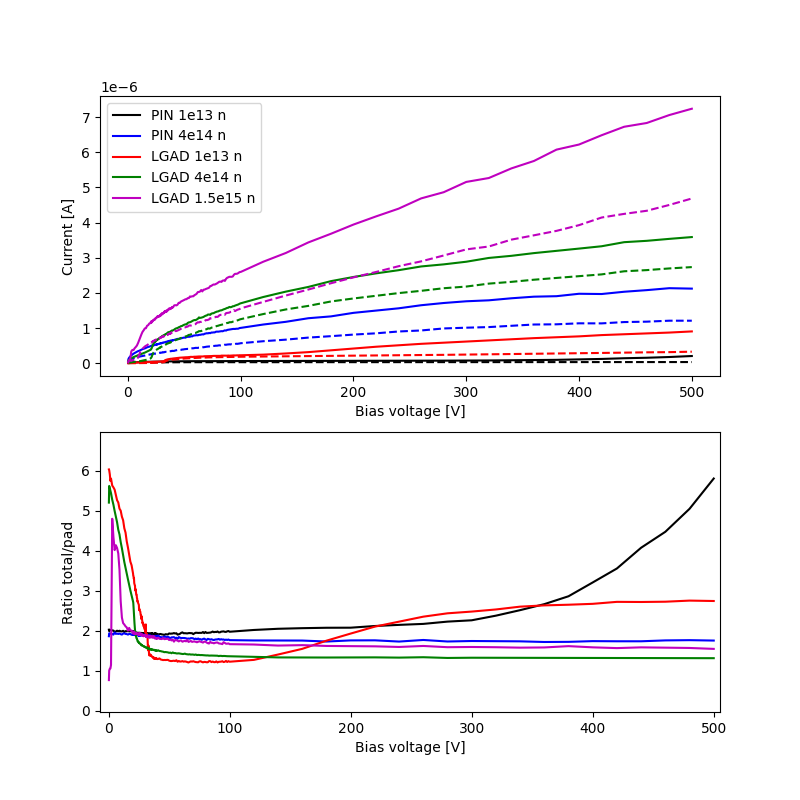 1e−6
7
6
5
4
3
2
1
0
Current [A]
PIN 1e13 n
PIN 4e14 n
LGAD 1e13 n
LGAD 4e14 n
LGAD 1.5e15 n
0 100 200 300 400 500
Bias voltage [V]
6
5
4
3
2
1
0
Ratio total/pad
0 100 200 300 400 500
Bias voltage [V]